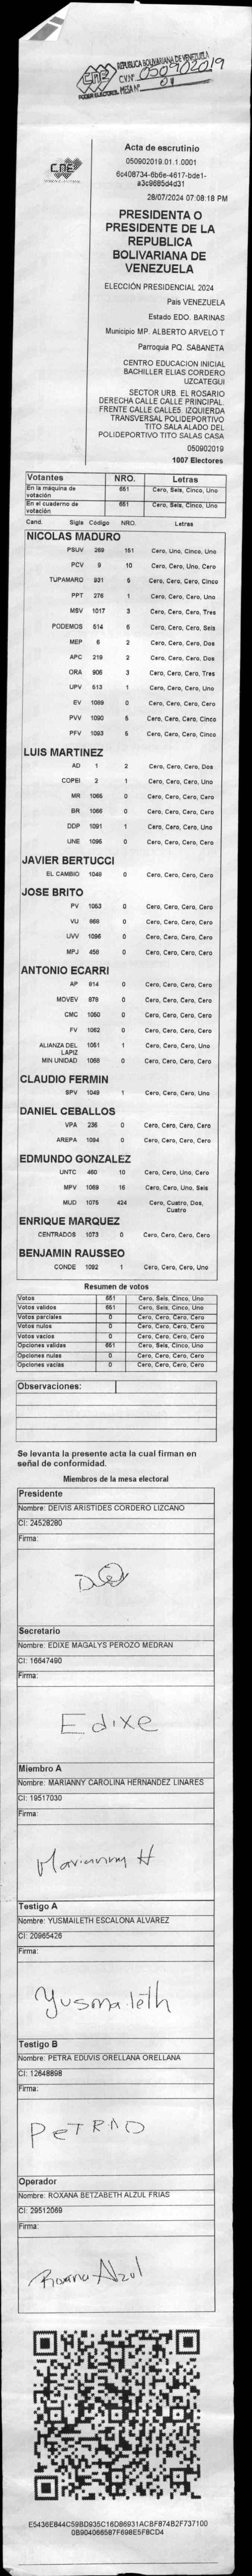 REPUBLICA BOLIVARIANA DE VENEZUELA
CNE
CV Nº 050902019
PODER ELECTORAL MESA Nº
CNE
Acta de escrutinio
050902019.01.1.0001
6c408734-6b6e-4617-bde1-
a3c9685d4d31
28/07/2024 07:08:18 PM
PRESIDENTA O
PRESIDENTE DE LA
REPUBLICA
BOLIVARIANA DE
VENEZUELA
ELECCIÓN PRESIDENCIAL 2024
Pais VENEZUELA
Estado EDO. BARINAS
Municipio MP. ALBERTO ARVELO T
Parroquia PQ. SABANETA
CENTRO EDUCACION INICIAL
BACHILLER ELIAS CORDERO
UZCATEGUI
SECTOR URB. EL ROSARIO
DERECHA CALLE CALLE PRINCIPAL.
FRENTE CALLE CALLE5. IZQUIERDA
TRANSVERSAL POLIDEPORTIVO
TITO SALA ALADO DEL
POLIDEPORTIVO TITO SALAS CASA
050902019
1007 Electores
Votantes NRO. Letras
En la máquina de votación 651 Cero, Seis, Cinco, Uno
En el cuaderno de votación 651 Cero, Seis, Cinco, Uno
Cand. Sigla Código NRO. Letras
NICOLAS MADURO
PSUV 269 151 Cero, Uno, Cinco, Uno
PCV 9 10 Cero, Cero, Uno, Cero
TUPAMARO 931 5 Cero, Cero, Cero, Cinco
PPT 276 1 Cero, Cero, Cero, Uno
MSV 1017 3 Cero, Cero, Cero, Tres
PODEMOS 514 6 Cero, Cero, Cero, Seis
MEP 6 2 Cero, Cero, Cero, Dos
APC 219 2 Cero, Cero, Cero, Dos
ORA 906 3 Cero, Cero, Cero, Tres
UPV 513 1 Cero, Cero, Cero, Uno
EV 1089 0 Cero, Cero, Cero, Cero
PVV 1090 5 Cero, Cero, Cero, Cinco
PFV 1093 5 Cero, Cero, Cero, Cinco
LUIS MARTINEZ
AD 1 2 Cero, Cero, Cero, Dos
COPEI 2 1 Cero, Cero, Cero, Uno
MR 1065 0 Cero, Cero, Cero, Cero
BR 1066 0 Cero, Cero, Cero, Cero
DDP 1091 1 Cero, Cero, Cero, Uno
UNE 1095 0 Cero, Cero, Cero, Cero
JAVIER BERTUCCI
EL CAMBIO 1049 0 Cero, Cero, Cero, Cero
JOSE BRITO
PV 1053 0 Cero, Cero, Cero, Cero
VU 869 0 Cero, Cero, Cero, Cero
UVV 1096 0 Cero, Cero, Cero, Cero
MPJ 458 0 Cero, Cero, Cero, Cero
ANTONIO ECARRI
AP 914 0 Cero, Cero, Cero, Cero
MOVEV 879 0 Cero, Cero, Cero, Cero
CMC 1060 0 Cero, Cero, Cero, Cero
FV 1062 0 Cero, Cero, Cero, Cero
ALIANZA DEL LAPIZ 1051 1 Cero, Cero, Cero, Uno
MIN UNIDAD 1068 0 Cero, Cero, Cero, Cero
CLAUDIO FERMIN
SPV 1049 1 Cero, Cero, Cero, Uno
DANIEL CEBALLOS
VPA 236 0 Cero, Cero, Cero, Cero
AREPA 1094 0 Cero, Cero, Cero, Cero
EDMUNDO GONZALEZ
UNTC 460 10 Cero, Cero, Uno, Cero
MPV 1069 16 Cero, Cero, Uno, Seis
MUD 1075 424 Cero, Cuatro, Dos, Cuatro
ENRIQUE MARQUEZ
CENTRADOS 1073 0 Cero, Cero, Cero, Cero
BENJAMIN RAUSSEO
CONDE 1092 1 Cero, Cero, Cero, Uno
Resumen de votos
Votos 651 Cero, Seis, Cinco, Uno
Votos validos 651 Cero, Seis, Cinco, Uno
Votos parciales 0 Cero, Cero, Cero, Cero
Votos nulos 0 Cero, Cero, Cero, Cero
Votos vacios 0 Cero, Cero, Cero, Cero
Opciones validas 651 Cero, Seis, Cinco, Uno
Opciones nulas 0 Cero, Cero, Cero, Cero
Opciones vacias 0 Cero, Cero, Cero, Cero
Observaciones:
Se levanta la presente acta la cual firman en
señal de conformidad.
Miembros de la mesa electoral
Presidente
Nombre: DEIVIS ARISTIDES CORDERO LIZCANO
CI: 24528280
Firma:
Secretario
Nombre: EDIXE MAGALYS PEROZO MEDRAN
CI: 16647490
Firma:
Edixe
Miembro A
Nombre: MARIANNY CAROLINA HERNANDEZ LINARES
CI: 19517030
Firma:
Marianny H
Testigo A
Nombre: YUSMAILETH ESCALONA ALVAREZ
CI: 20965426
Firma:
Yusmaileth
Testigo B
Nombre: PETRA EDUVIS ORELLANA ORELLANA
CI: 12648898
Firma:
PETRAO
Operador
Nombre: ROXANA BETZABETH ALZUL FRIAS
CI: 29512069
Firma:
Roxana Alzul
E5436E844C59BD935C16D86931ACBF874B2F737100
0B904066587F698E5F8CD4